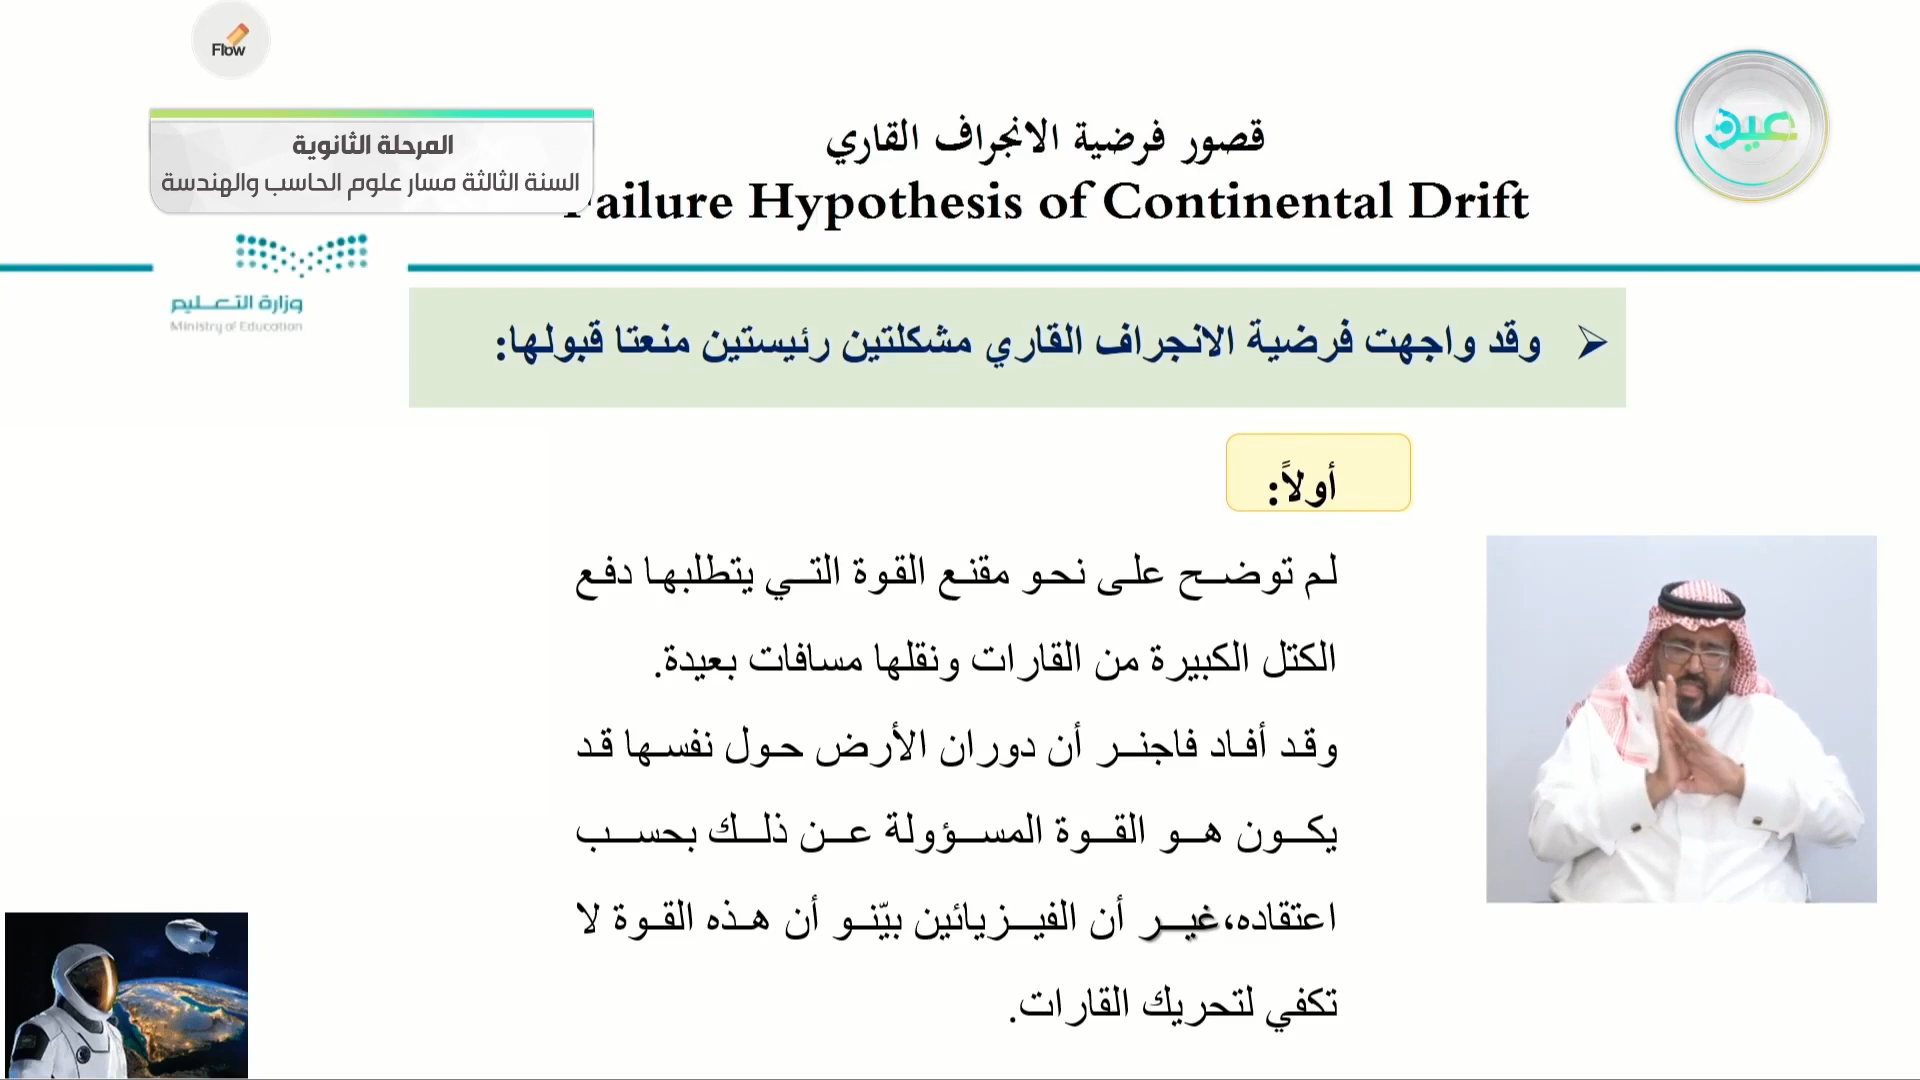 Flow
المرحلة الثانوية
السنة الثالثة مسار علوم الحاسب والهندسة
عين
قصور فرضية الانجراف القاري
Failure Hypothesis of Continental Drift
وزارة التعليم
Ministry of Education
وقد واجهت فرضية الانجراف القاري مشكلتين رئيستين منعتا قبولها:
أولاً:
لم توضح على نحو مقنع القوة التي يتطلبها دفع
الكتل الكبيرة من القارات ونقلها مسافات بعيدة.
وقد أفاد فاجنر أن دوران الأرض حول نفسها قد
يكون هو القوة المسؤولة عن ذلك بحسب
اعتقاده،غير أن الفيزيائين بيّنو أن هذه القوة لا
تكفي لتحريك القارات.